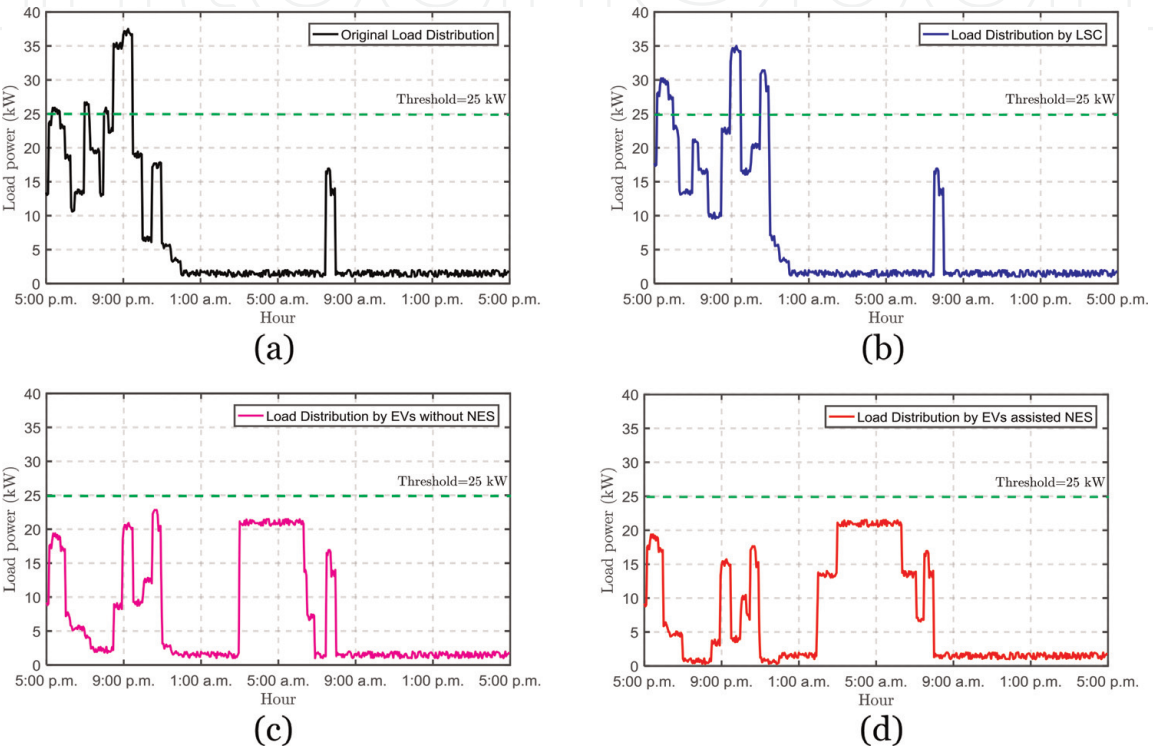 40
35
30
25
20
15
10
5
0
Load power (kW)
Original Load Distribution
Threshold=25 kW
5:00 p.m. 9:00 p.m. 1:00 a.m. 5:00 a.m. 9:00 a.m. 1:00 p.m. 5:00 p.m.
Hour
(a)
40
35
30
25
20
15
10
5
0
Load power (kW)
Load Distribution by LSC
Threshold=25 kW
5:00 p.m. 9:00 p.m. 1:00 a.m. 5:00 a.m. 9:00 a.m. 1:00 p.m. 5:00 p.m.
Hour
(b)
40
35
30
25
20
15
10
5
0
Load power (kW)
Load Distribution by EVs without NES
Threshold=25 kW
5:00 p.m. 9:00 p.m. 1:00 a.m. 5:00 a.m. 9:00 a.m. 1:00 p.m. 5:00 p.m.
Hour
(c)
40
35
30
25
20
15
10
5
0
Load power (kW)
Load Distribution by EVs assisted NES
Threshold=25 kW
5:00 p.m. 9:00 p.m. 1:00 a.m. 5:00 a.m. 9:00 a.m. 1:00 p.m. 5:00 p.m.
Hour
(d)